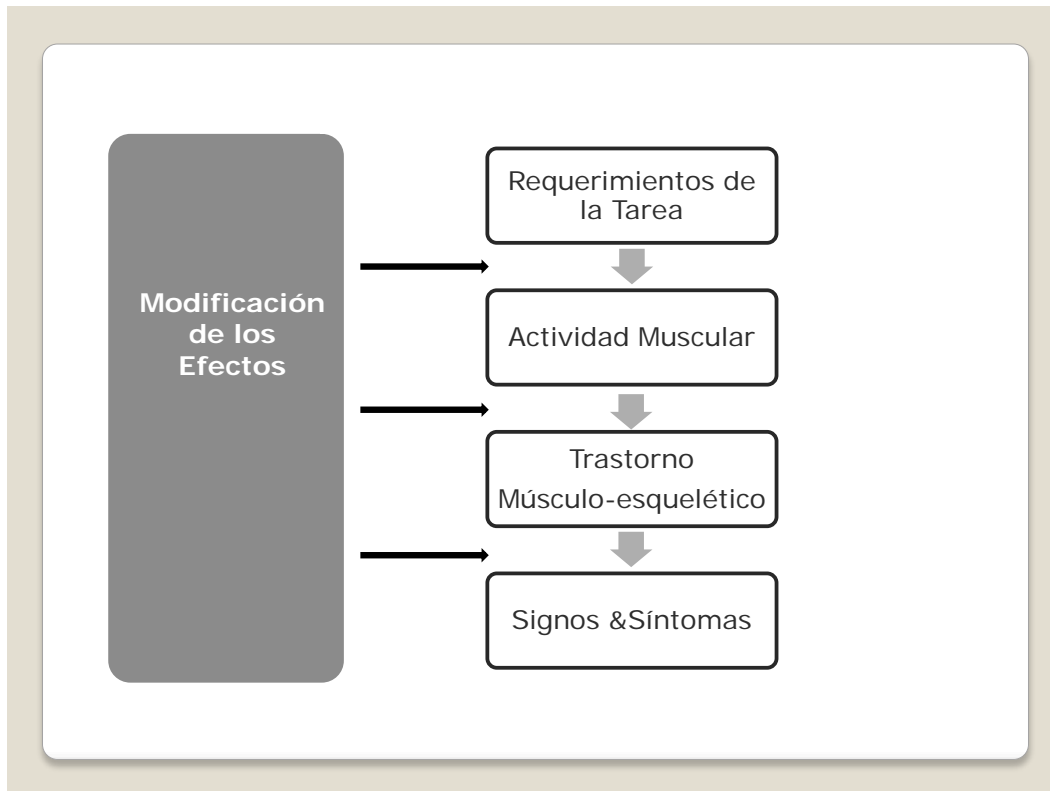 Modificación
de los
Efectos
Requerimientos de
la Tarea
Actividad Muscular
Trastorno
Músculo-esquelético
Signos &Síntomas